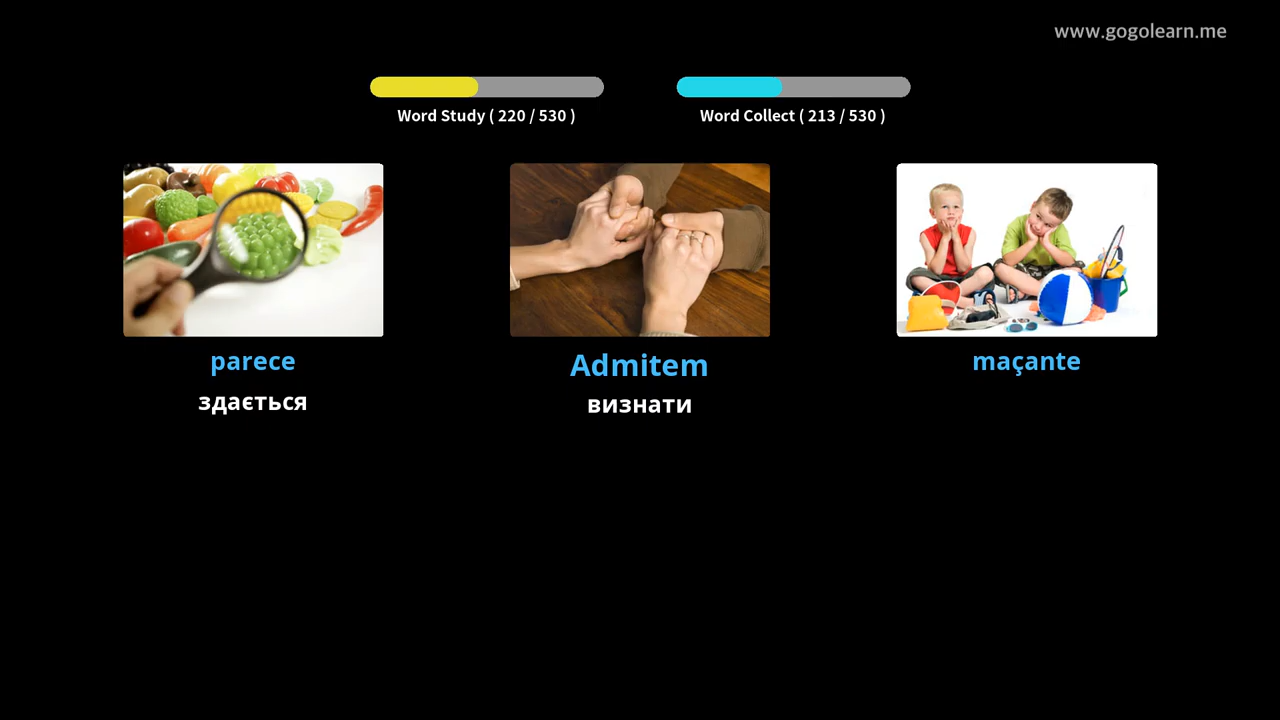 www.gogolearn.me
Word Study ( 220 / 530 )
Word Collect ( 213 / 530 )
parece
Admitem
maçante
здається
визнати